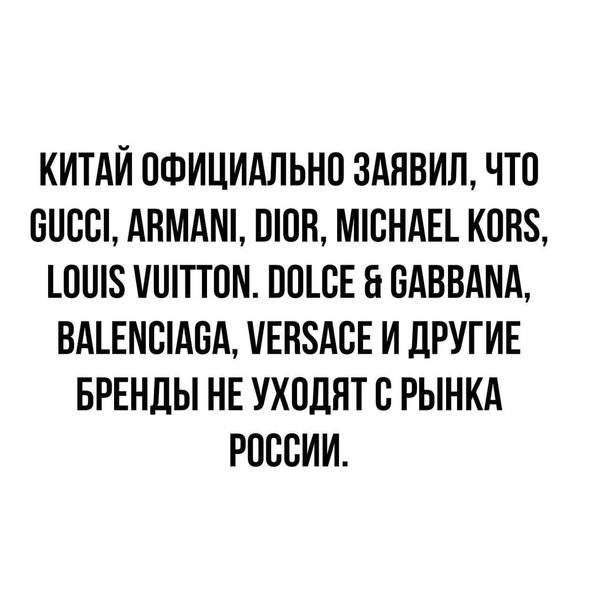 КИТАЙ ОФИЦИАЛЬНО ЗАЯВИЛ, ЧТО
GUCCI, ARMANI, DIOR, MICHAEL KORS,
LOUIS VUITTON. DOLCE & GABBANA,
BALENCIAGA, VERSACE И ДРУГИЕ
БРЕНДЫ НЕ УХОДЯТ С РЫНКА
РОССИИ.